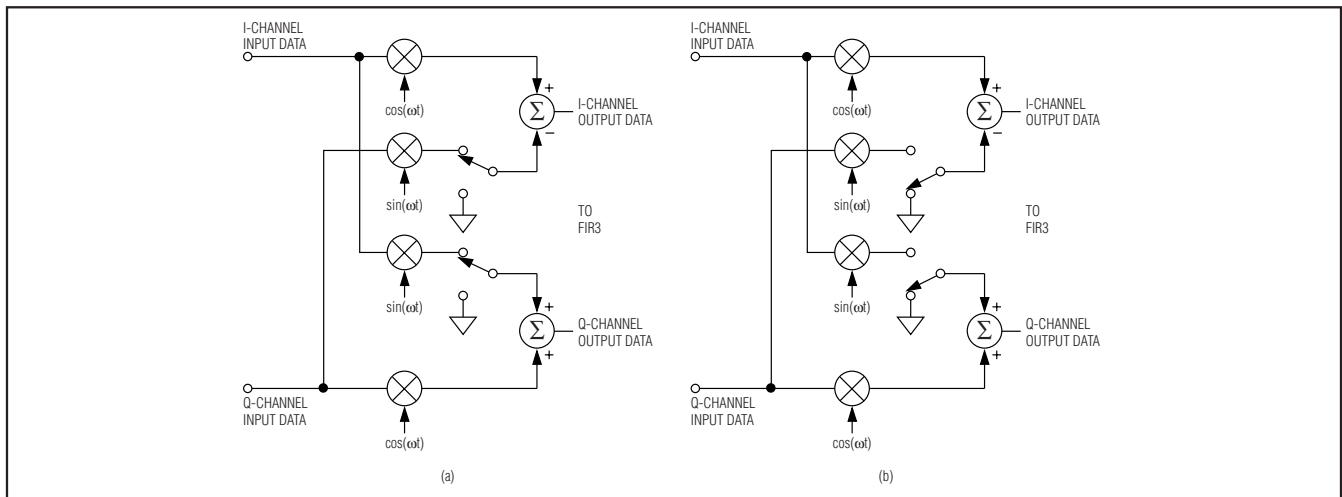 I-CHANNEL
INPUT DATA
cos(ωt)
+
Σ
−
I-CHANNEL
OUTPUT DATA
sin(ωt)
TO
FIR3
sin(ωt)
+
Σ
+
Q-CHANNEL
OUTPUT DATA
Q-CHANNEL
INPUT DATA
cos(ωt)
(a)
I-CHANNEL
INPUT DATA
cos(ωt)
+
Σ
−
I-CHANNEL
OUTPUT DATA
sin(ωt)
TO
FIR3
sin(ωt)
+
Σ
+
Q-CHANNEL
OUTPUT DATA
Q-CHANNEL
INPUT DATA
cos(ωt)
(b)